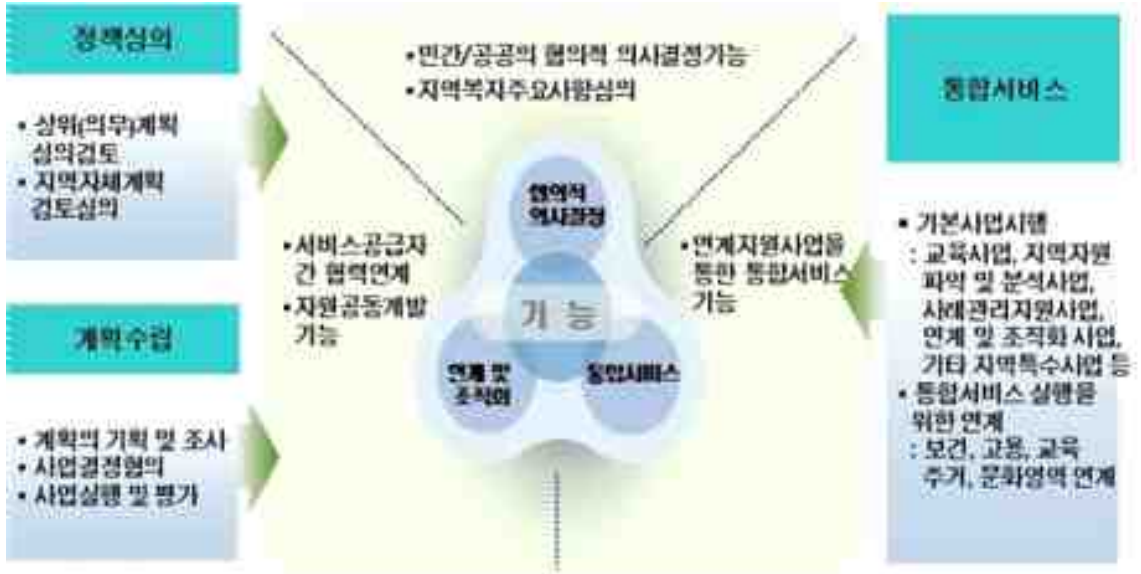 정책심의
• 상위(의무)계획
심의검토
• 지역자체계획
검토심의
계획수립
• 계획의 기획 및 조사
• 사업결정협의
• 사업실행 및 평가
• 민간/공공의 협의적 의사결정기능
• 지역복지주요사항심의
협의적
의사결정
• 서비스공급자
간 협력연계
• 자원공동개발
기능
기 능
연계 및
조직화
통합서비스
• 연계지원사업을
통한 통합서비스
기능
통합서비스
• 기본사업시행
: 교육사업, 지역자원
파악 및 분석사업,
사례관리지원사업,
연계 및 조직화 사업,
기타 지역특수사업 등
• 통합서비스 실행을
위한 연계
: 보건, 고용, 교육
주거, 문화영역 연계